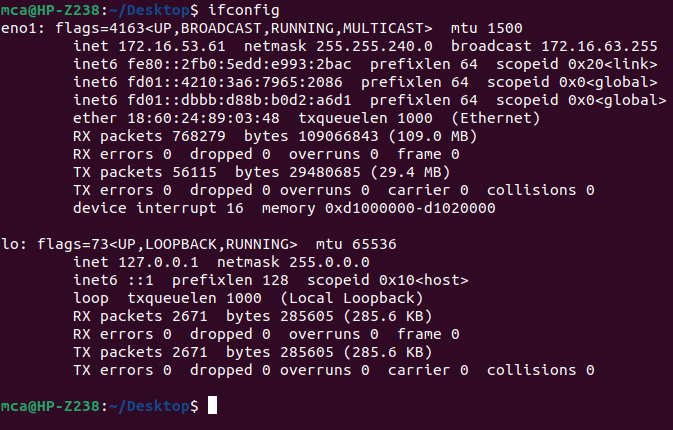 mca@HP-Z238:~/Desktop$ ifconfig
eno1: flags=4163<UP,BROADCAST,RUNNING,MULTICAST>  mtu 1500
        inet 172.16.53.61  netmask 255.255.240.0  broadcast 172.16.63.255
        inet6 fe80::2fb0:5edd:e993:2bac  prefixlen 64  scopeid 0x20<link>
        inet6 fd01::4210:3a6:7965:2086  prefixlen 64  scopeid 0x0<global>
        inet6 fd01::dbbb:d88b:b0d2:a6d1  prefixlen 64  scopeid 0x0<global>
        ether 18:60:24:89:03:48  txqueuelen 1000  (Ethernet)
        RX packets 768279  bytes 109066843 (109.0 MB)
        RX errors 0  dropped 0  overruns 0  frame 0
        TX packets 56115  bytes 29480685 (29.4 MB)
        TX errors 0  dropped 0 overruns 0  carrier 0  collisions 0
        device interrupt 16  memory 0xd1000000-d1020000

lo: flags=73<UP,LOOPBACK,RUNNING>  mtu 65536
        inet 127.0.0.1  netmask 255.0.0.0
        inet6 ::1  prefixlen 128  scopeid 0x10<host>
        loop  txqueuelen 1000  (Local Loopback)
        RX packets 2671  bytes 285605 (285.6 KB)
        RX errors 0  dropped 0  overruns 0  frame 0
        TX packets 2671  bytes 285605 (285.6 KB)
        TX errors 0  dropped 0 overruns 0  carrier 0  collisions 0

mca@HP-Z238:~/Desktop$